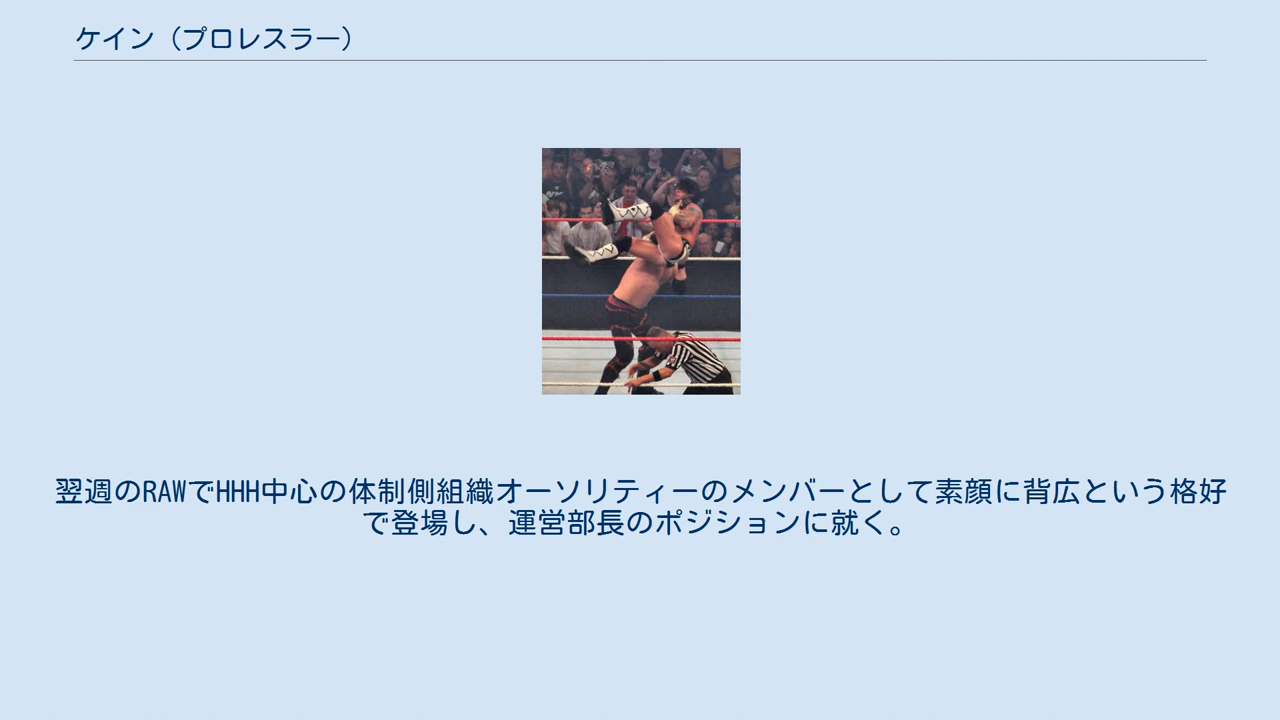 ケイン（プロレスラー）
翌週のRAWでHHH中心の体制側組織オーソリティーのメンバーとして素顔に背広という格好
で登場し、運営部長のポジションに就く。